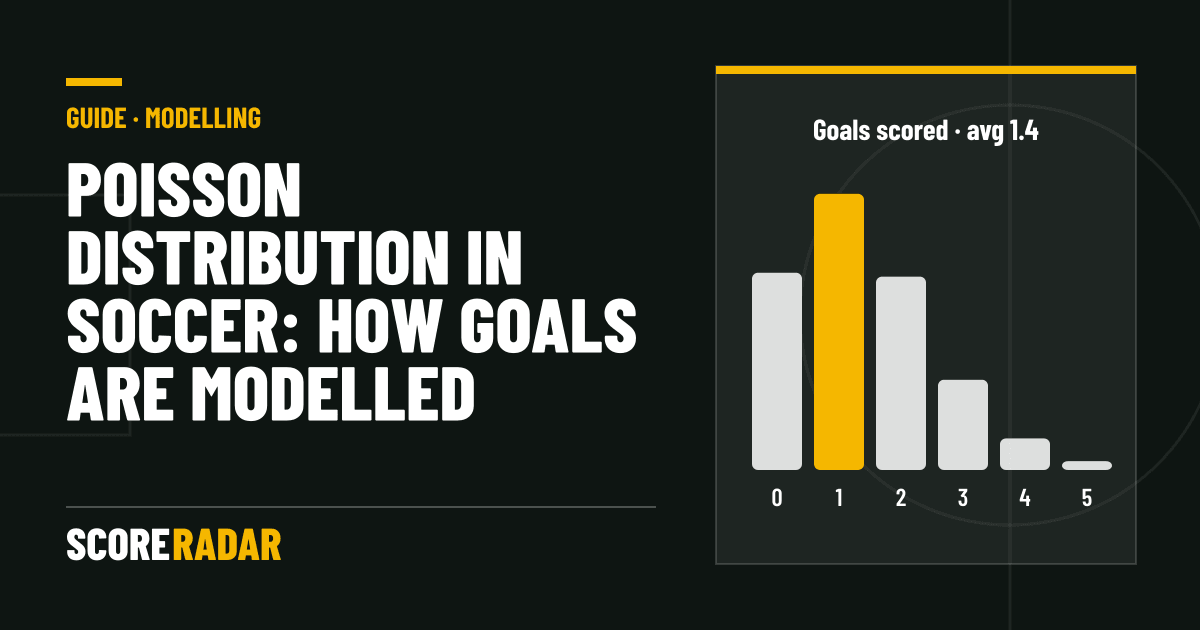 GUIDE · MODELLING
POISSON
DISTRIBUTION IN
SOCCER: HOW GOALS
ARE MODELLED
SCORERADAR
Goals scored · avg 1.4
0 1 2 3 4 5